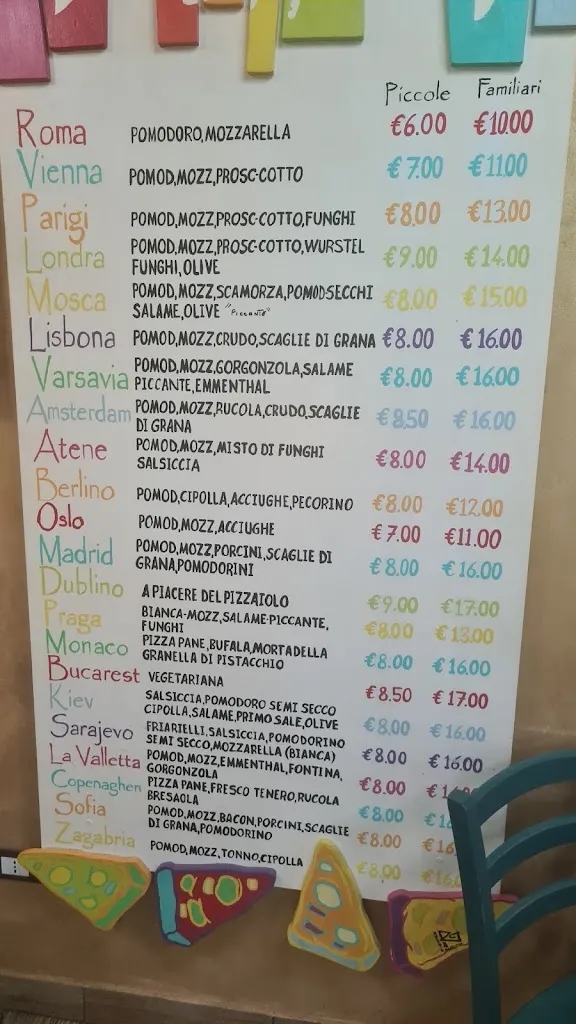 Piccole Familiari
Roma POMODORO,MOZZARELLA €6.00 €10.00
Vienna POMOD,MOZZ,PROSC-COTTO €7.00 €11.00
Parigi POMOD,MOZZ,PROSC-COTTO,FUNGHI €8.00 €13.00
Londra POMOD,MOZZ,PROSC-COTTO,WURSTEL €9.00 €14.00
FUNGHI,OLIVE
Mosca POMOD,MOZZ,SCAMORZA,POMOD-SECCHI €8.00 €15.00
SALAME,OLIVE "Piccante"
Lisbona POMOD,MOZZ,CRUDO,SCAGLIE DI GRANA €8.00 €16.00
Varsavia POMOD,MOZZ,GORGONZOLA,SALAME €8.00 €16.00
PICCANTE,EMMENTHAL
Amsterdam POMOD,MOZZ,RUCOLA,CRUDO,SCAGLIE €8.50 €16.00
DI GRANA
Atene POMOD,MOZZ,MISTO DI FUNGHI €8.00 €14.00
SALSICCIA
Berlino POMOD,CIPOLLA,ACCIUGHE,PECORINO €8.00 €12.00
Oslo POMOD,MOZZ,ACCIUGHE €7.00 €11.00
Madrid POMOD,MOZZ,PORCINI,SCAGLIE DI €8.00 €16.00
GRANA,POMODORINI
Dublino A PIACERE DEL PIZZAIOLO €9.00 €17.00
Praga BIANCA-MOZZ,SALAME-PICCANTE, €8.00 €13.00
FUNGHI
Monaco PIZZA PANE,BUFALA,MORTADELLA €8.00 €16.00
GRANELLA DI PISTACCHIO
Bucarest VEGETARIANA €8.50 €17.00
Kiev SALSICCIA,POMODORO SEMI SECCO €8.00 €16.00
CIPOLLA,SALAME,PRIMO SALE,OLIVE
Sarajevo FRIARIELLI,SALSICCIA,POMODORINO €8.00 €16.00
SEMI SECCO,MOZZARELLA (BIANCA)
La Valletta POMOD,MOZZ,EMMENTHAL,FONTINA, €8.00
GORGONZOLA
Copenaghen PIZZA PANE,FRESCO TENERO,RUCOLA €8.00
BRESAOLA
Sofia POMOD,MOZZ,BACON,PORCINI,SCAGLIE €8.00 €16
DI GRANA,POMODORINO
Zagabria POMOD,MOZZ,TONNO,CIPOLLA €8.00